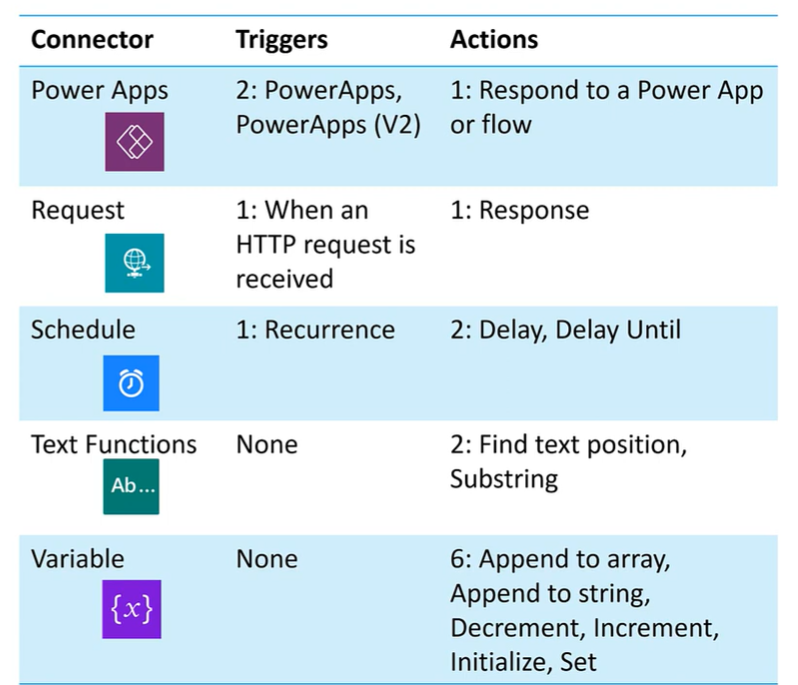 Connector Triggers Actions
Power Apps 2: PowerApps, 1: Respond to a Power App
PowerApps (V2) or flow
Request 1: When an 1: Response
HTTP request is
received
Schedule 1: Recurrence 2: Delay, Delay Until
Text Functions None 2: Find text position,
Ab... Substring
Variable None 6: Append to array,
{x} Append to string,
Decrement, Increment,
Initialize, Set